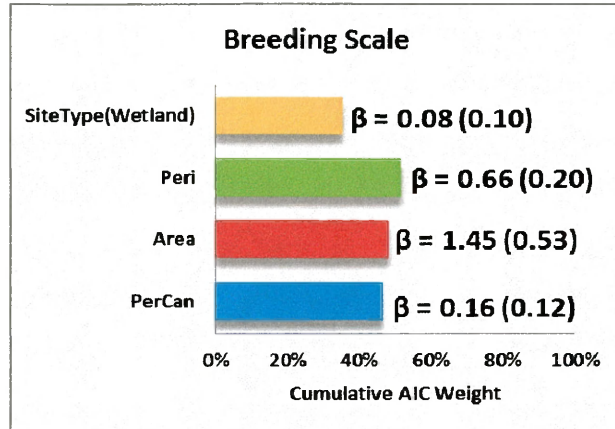 Breeding Scale
SiteType(Wetland) β = 0.08 (0.10)
Peri β = 0.66 (0.20)
Area β = 1.45 (0.53)
PerCan β = 0.16 (0.12)
0% 20% 40% 60% 80% 100%
Cumulative AIC Weight